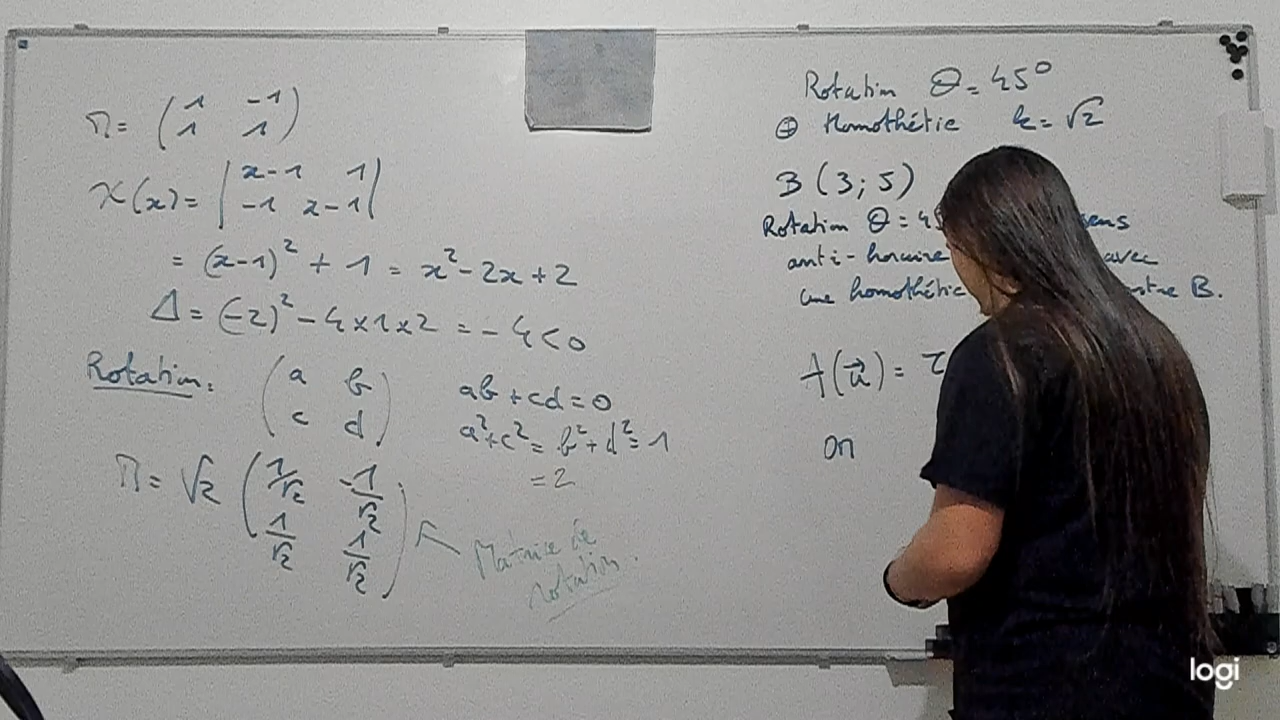 M = ( 1 -1
1 1 )
χ(x) = | x-1 1
-1 x-1 |
= (x-1)² + 1 = x² - 2x + 2
Δ = (-2)² - 4 x 1 x 2 = -4 < 0
Rotation: ( a b
c d )
ab + cd = 0
a² + c² = b² + d² = 1
= 2
M = √2 ( 1/√2 -1/√2
1/√2 1/√2 )
Matrice de
rotation.
Rotation θ = 45°
⊕ Homothétie k = √2
B (3; 5)
Rotation θ = 45
anti-horaire avec
une homothétie B.
A(u⃗) =
on
logi